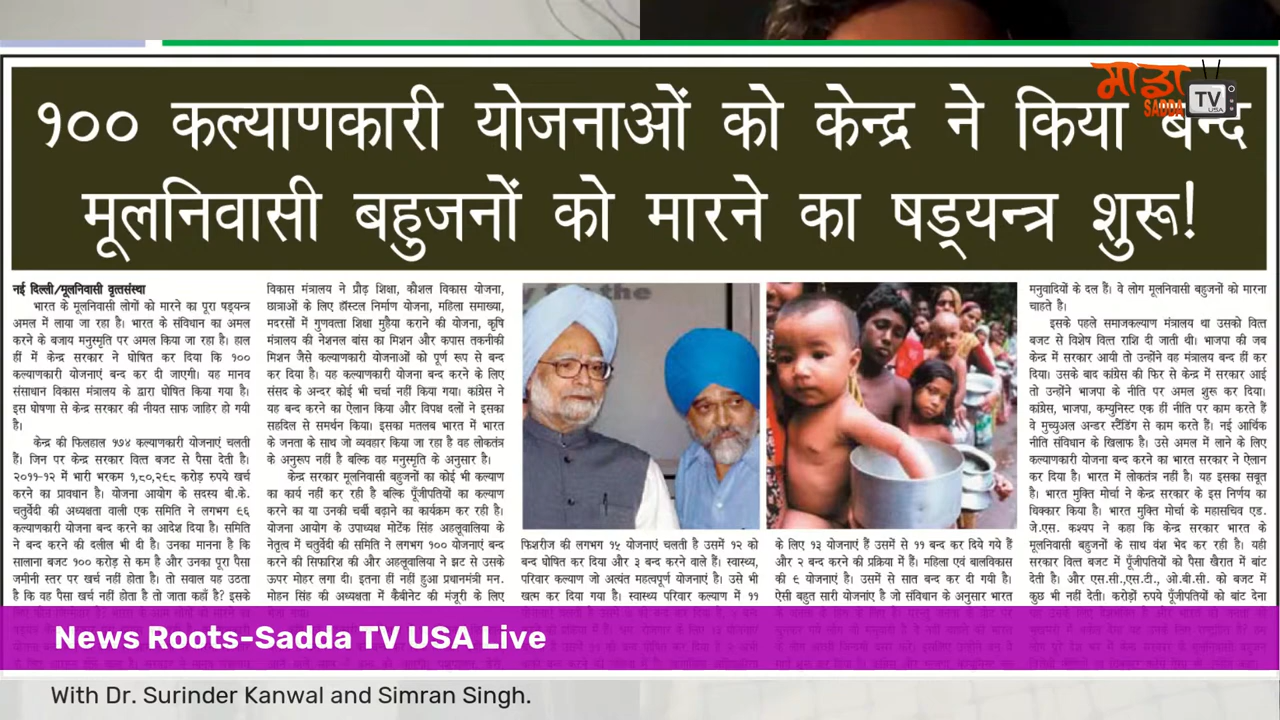 माझा
SADDA
TV
USA
१०० कल्याणकारी योजनाओं को केन्द्र ने किया बन्द
मूलनिवासी बहुजनों को मारने का षड्यन्त्र शुरू!
नई दिल्ली/मूलनिवासी वृत्तसंस्था
भारत के मूलनिवासी लोगों को मारने का पूरा षड्यन्त्र
अमल में लाया जा रहा है। भारत के संविधान का अमल
करने के बजाय मनुस्मृति पर अमल किया जा रहा है। हाल
हीं में केन्द्र सरकार ने घोषित कर दिया कि १००
कल्याणकारी योजनाएं बन्द कर दी जाएगी। यह मानव
संसाधान विकास मंत्रालय के द्वारा घोषित किया गया है।
इस घोषणा से केन्द्र सरकार की नीयत साफ जाहिर हो गयी
है।
केन्द्र की फिलहाल १७४ कल्याणकारी योजनाएं चलती
हैं। जिन पर केन्द्र सरकार वित्त बजट से पैसा देती है।
२०११-१२ में भारी भरकम १,८०,२९८ करोड़ रुपये खर्च
करने का प्रावधान है। योजना आयोग के सदस्य बी.के.
चतुर्वेदी की अध्यक्षता वाली एक समिति ने लगभग ९६
कल्याणकारी योजना बन्द करने का आदेश दिया है। समिति
ने बन्द करने की दलील भी दी है। उनका मानना है कि
सालाना बजट १०० करोड़ से कम है और उनका पूरा पैसा
जमीनी स्तर पर खर्च नहीं होता है। तो सवाल यह उठता
है कि वह पैसा खर्च नहीं होता है तो जाता कहाँ है? इसके
विकास मंत्रालय ने प्रौढ़ शिक्षा, कौशल विकास योजना,
छात्राओं के लिए हॉस्टल निर्माण योजना, महिला समाख्या,
मदरसों में गुणवत्ता शिक्षा मुहैया कराने की योजना, कृषि
मंत्रालय की नेशनल बांस का मिशन और कपास तकनीकी
मिशन जैसे कल्याणकारी योजनाओं को पूर्ण रूप से बन्द
कर दिया है। यह कल्याणकारी योजना बन्द करने के लिए
संसद के अन्दर कोई भी चर्चा नहीं किया गया। कांग्रेस ने
यह बन्द करने का ऐलान किया और विपक्ष दलों ने इसका
सहदिल से समर्थन किया। इसका मतलब भारत में भारत
के जनता के साथ जो व्यवहार किया जा रहा है वह लोकतंत्र
के अनुरूप नहीं है बल्कि वह मनुस्मृति के अनुसार है।
केन्द्र सरकार मूलनिवासी बहुजनों का कोई भी कल्याण
का कार्य नहीं कर रही है बल्कि पूँजीपतियों का कल्याण
करने का या उनकी चर्बी बढ़ाने का कार्यक्रम कर रही है।
योजना आयोग के उपाध्यक्ष मोटेंक सिंह अहलूवालिया के
नेतृत्व में चतुर्वेदी की समिति ने लगभग १०० योजनाएं बन्द
करने की सिफारिश की और अहलूवालिया ने झट से उसके
ऊपर मोहर लगा दी। इतना ही नहीं हुआ प्रधानमंत्री मन.
मोहन सिंह की अध्यक्षता में कैबीनेट की मंजूरी के लिए
for the
फिशरीज की लगभग १५ योजनाएं चलती है उसमें १२ को
बन्द घोषित कर दिया और ३ बन्द करने वाले हैं। स्वास्थ्य,
परिवार कल्याण जो अत्यंत महत्वपूर्ण योजनाएं है। उसे भी
खत्म कर दिया गया है। स्वास्थ्य परिवार कल्याण में ११
के लिए १३ योजनाएं हैं उसमें से ११ बन्द कर दिये गये हैं
और २ बन्द करने की प्रक्रिया में हैं। महिला एवं बालविकास
की ९ योजनाएं है। उसमें से सात बन्द कर दी गयी है।
ऐसी बहुत सारी योजनाएं है जो संविधान के अनुसार भारत
मनुवादियों के दल हैं। वे लोग मूलनिवासी बहुजनों को मारना
चाहते है।
इसके पहले समाजकल्याण मंत्रालय था उसको वित्त
बजट से विशेष वित्त राशि दी जाती थी। भाजपा की जब
केन्द्र में सरकार आयी तो उन्होंने वह मंत्रालय बन्द हीं कर
दिया। उसके बाद कांग्रेस की फिर से केन्द्र में सरकार आई
तो उन्होंने भाजपा के नीति पर अमल शुरू कर दिया।
कांग्रेस, भाजपा, कम्युनिस्ट एक ही नीति पर काम करते हैं
वे मुच्युअल अन्डर स्टैंडिंग से काम करते हैं। नई आर्थिक
नीति संविधान के खिलाफ है। उसे अमल में लाने के लिए
कल्याणकारी योजना बन्द करने का भारत सरकार ने ऐलान
कर दिया है। भारत में लोकतंत्र नहीं है। यह इसका सबूत
है। भारत मुक्ति मोर्चा ने केन्द्र सरकार के इस निर्णय का
धिक्कार किया है। भारत मुक्ति मोर्चा के महासचिव एड.
जे.एस. कश्यप ने कहा कि केन्द्र सरकार भारत के
मूलनिवासी बहुजनों के साथ वंश भेद कर रही है। यही
सरकार वित्त बजट में पूँजीपतियों को पैसा खैरात में बांट
देती है। और एस.सी.,एस.टी., ओ.बी.सी. को बजट में
कुछ भी नहीं देती। करोड़ों रुपये पूँजीपतियों को बांट देना
News Roots-Sadda TV USA Live
With Dr. Surinder Kanwal and Simran Singh.